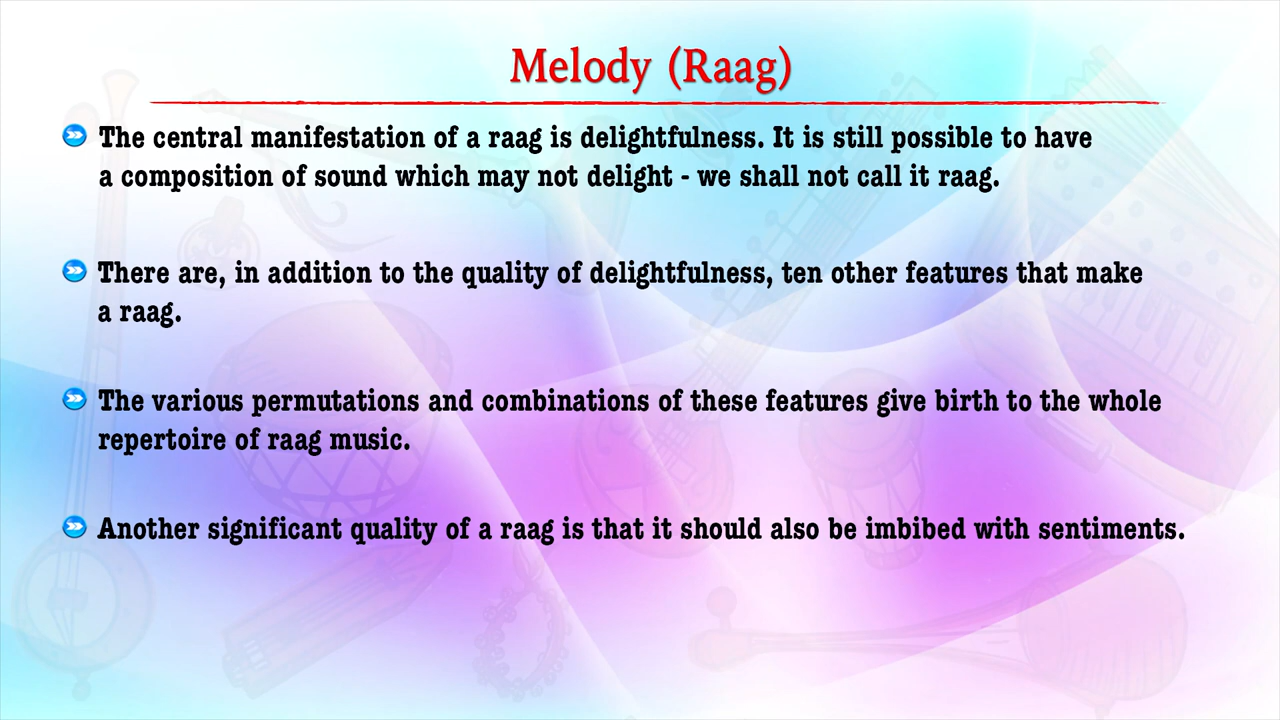 Melody (Raag)
The central manifestation of a raag is delightfulness. It is still possible to have
a composition of sound which may not delight - we shall not call it raag.
There are, in addition to the quality of delightfulness, ten other features that make
a raag.
The various permutations and combinations of these features give birth to the whole
repertoire of raag music.
Another significant quality of a raag is that it should also be imbibed with sentiments.